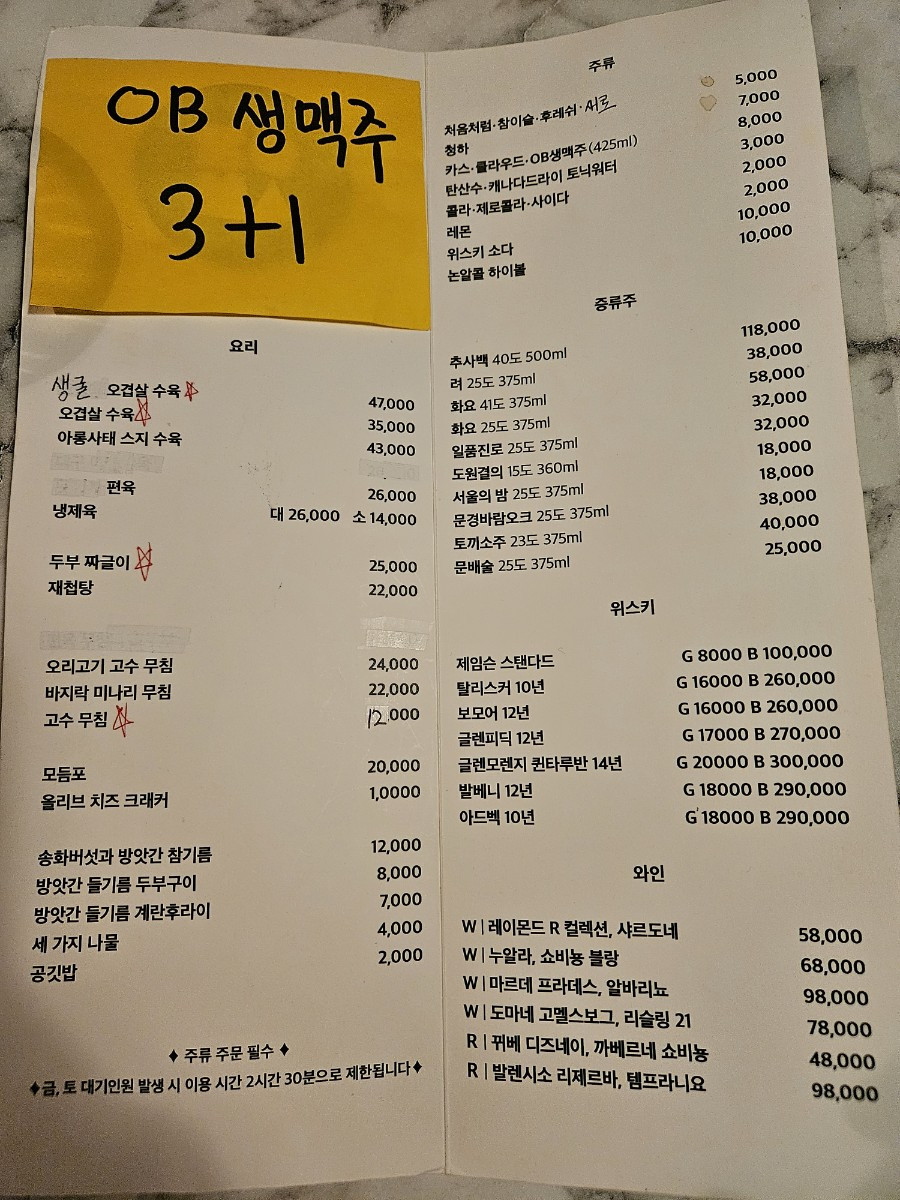 OB 생맥주
3+1
요리
생굴 오겹살 수육 47,000
오겹살 수육 35,000
아롱사태 스지 수육 43,000
편육 26,000
냉제육 대 26,000 소 14,000
두부 짜글이 25,000
재첩탕 22,000
오리고기 고수 무침 24,000
바지락 미나리 무침 22,000
고수 무침 12,000
모듬포 20,000
올리브 치즈 크래커 1,0000
송화버섯과 방앗간 참기름 12,000
방앗간 들기름 두부구이 8,000
방앗간 들기름 계란후라이 7,000
세 가지 나물 4,000
공깃밥 2,000
♦ 주류 주문 필수 ♦
♦금, 토 대기인원 발생 시 이용 시간 2시간 30분으로 제한됩니다♦
주류
처음처럼·참이슬·후레쉬·새로 5,000
청하 7,000
카스·클라우드·OB생맥주(425ml) 8,000
탄산수·캐나다드라이 토닉워터 3,000
콜라·제로콜라·사이다 2,000
레몬 2,000
위스키 소다 10,000
논알콜 하이볼 10,000
증류주
추사백 40도 500ml 118,000
려 25도 375ml 38,000
화요 41도 375ml 58,000
화요 25도 375ml 32,000
일품진로 25도 375ml 32,000
도원결의 15도 360ml 18,000
서울의 밤 25도 375ml 18,000
문경바람오크 25도 375ml 38,000
토끼소주 23도 375ml 40,000
문배술 25도 375ml 25,000
위스키
제임슨 스탠다드 G 8000 B 100,000
탈리스커 10년 G 16000 B 260,000
보모어 12년 G 16000 B 260,000
글렌피딕 12년 G 17000 B 270,000
글렌모렌지 퀸타루반 14년 G 20000 B 300,000
발베니 12년 G 18000 B 290,000
아드벡 10년 G 18000 B 290,000
와인
W | 레이몬드 R 컬렉션, 샤르도네 58,000
W | 누알라, 쇼비뇽 블랑 68,000
W | 마르데 프라데스, 알바리뇨 98,000
W | 도마네 고멜스보그, 리슬링 21 78,000
R | 뀌베 디즈네이, 까베르네 쇼비뇽 48,000
R | 발렌시소 리제르바, 템프라니요 98,000